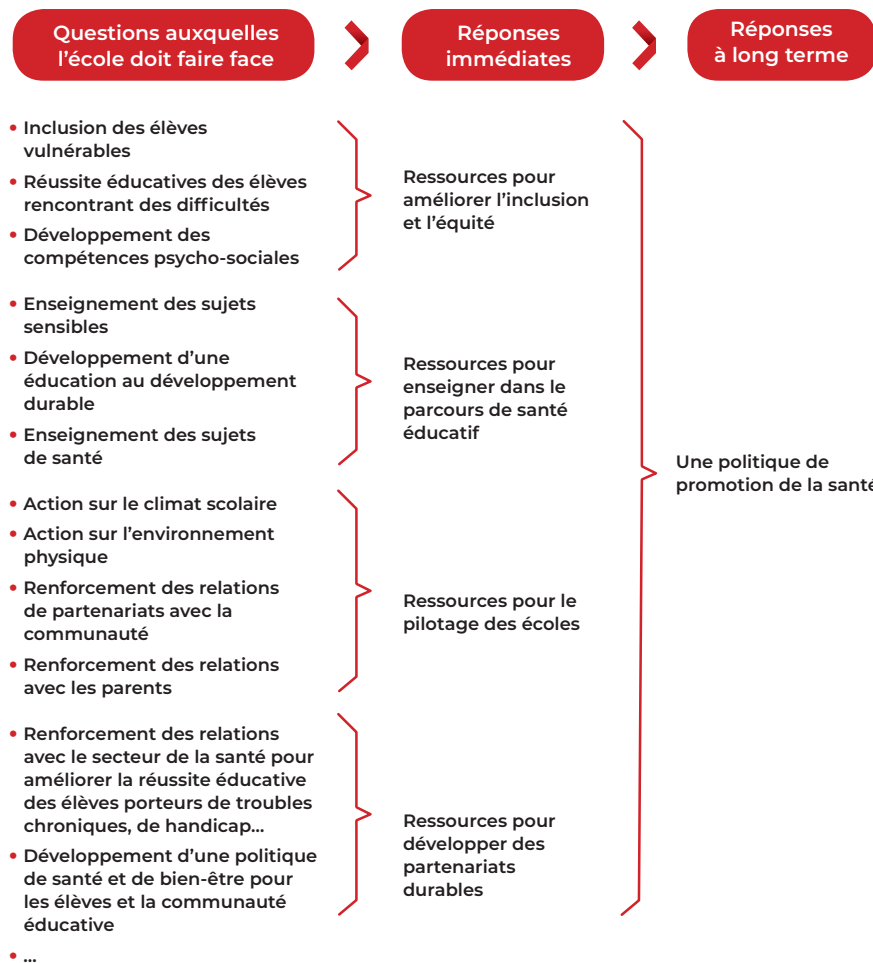 Questions auxquelles
l’école doit faire face
Réponses
immédiates
Réponses
à long terme
• Inclusion des élèves
vulnérables
• Réussite éducatives des élèves
rencontrant des difficultés
• Développement des
compétences psycho-sociales
Ressources pour
améliorer l’inclusion
et l’équité
• Enseignement des sujets
sensibles
• Développement d’une
éducation au développement
durable
• Enseignement des sujets
de santé
Ressources pour
enseigner dans le
parcours de santé
éducatif
• Action sur le climat scolaire
• Action sur l’environnement
physique
• Renforcement des relations
de partenariats avec la
communauté
• Renforcement des relations
avec les parents
Ressources pour le
pilotage des écoles
• Renforcement des relations
avec le secteur de la santé pour
améliorer la réussite éducative
des élèves porteurs de troubles
chroniques, de handicap...
• Développement d’une politique
de santé et de bien-être pour
les élèves et la communauté
éducative
• ...
Ressources pour
développer des
partenariats
durables
Une politique de
promotion de la santé